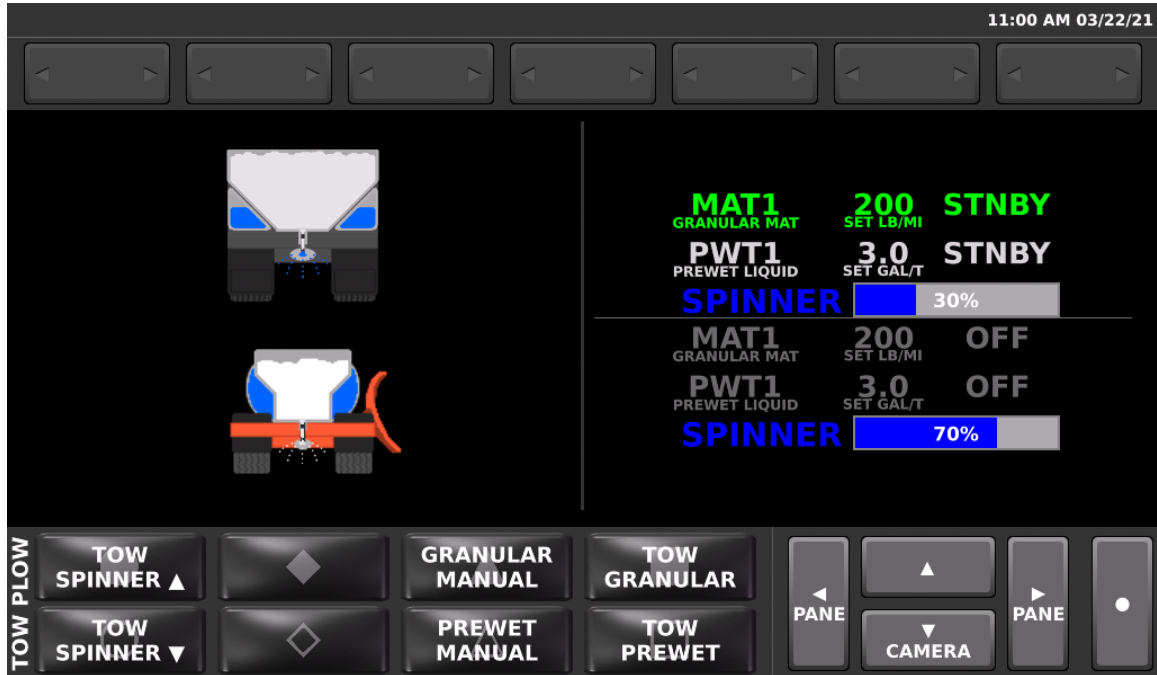 11:00 AM 03/22/21
MAT1 200 STNBY
GRANULAR MAT SET LB/MI
PWT1 3.0 STNBY
PREWET LIQUID SET GAL/T
SPINNER 30%
MAT1 200 OFF
GRANULAR MAT SET LB/MI
PWT1 3.0 OFF
PREWET LIQUID SET GAL/T
SPINNER 70%
TOW PLOW
TOW
SPINNER ▲
GRANULAR
MANUAL
TOW
GRANULAR
TOW
SPINNER ▼
PREWET
MANUAL
TOW
PREWET
◀
PANE
▲
▼
CAMERA
▶
PANE